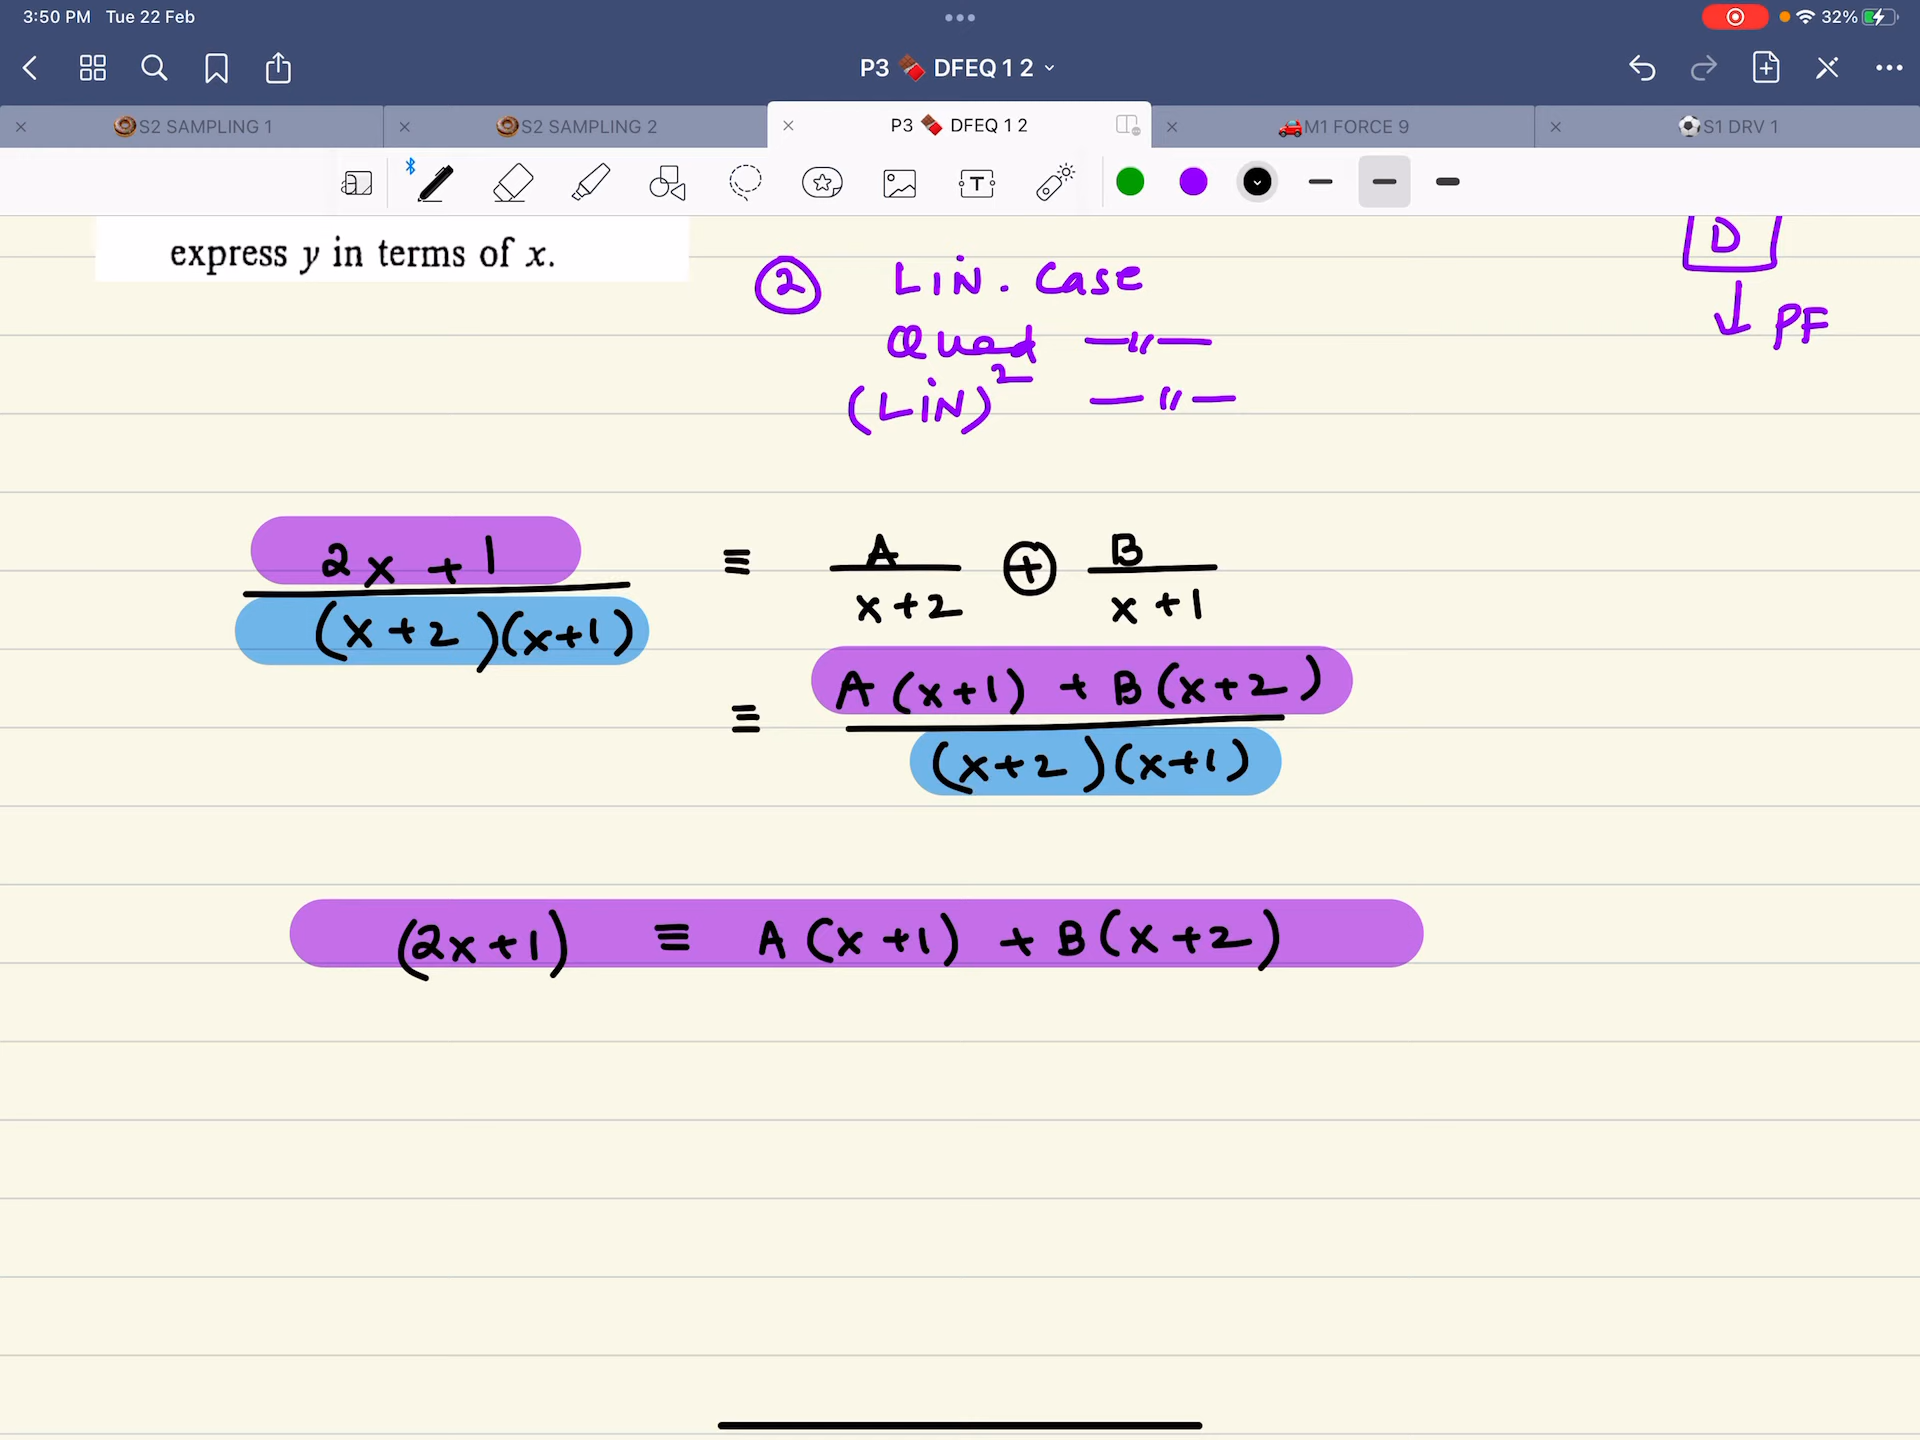 3:50 PM Tue 22 Feb
32%
P3 🍫 DFEQ 1 2
S2 SAMPLING 1
S2 SAMPLING 2
P3 🍫 DFEQ 1 2
M1 FORCE 9
S1 DRV 1
T
express y in terms of x.
② LIN. Case
Quad —〃—
(LIN)² —〃—
D
↓ PF
2x + 1 ≡ A ⊕ B
(x+2)(x+1) x+2 x+1
≡ A(x+1) + B(x+2)
(x+2)(x+1)
(2x+1) ≡ A(x+1) + B(x+2)